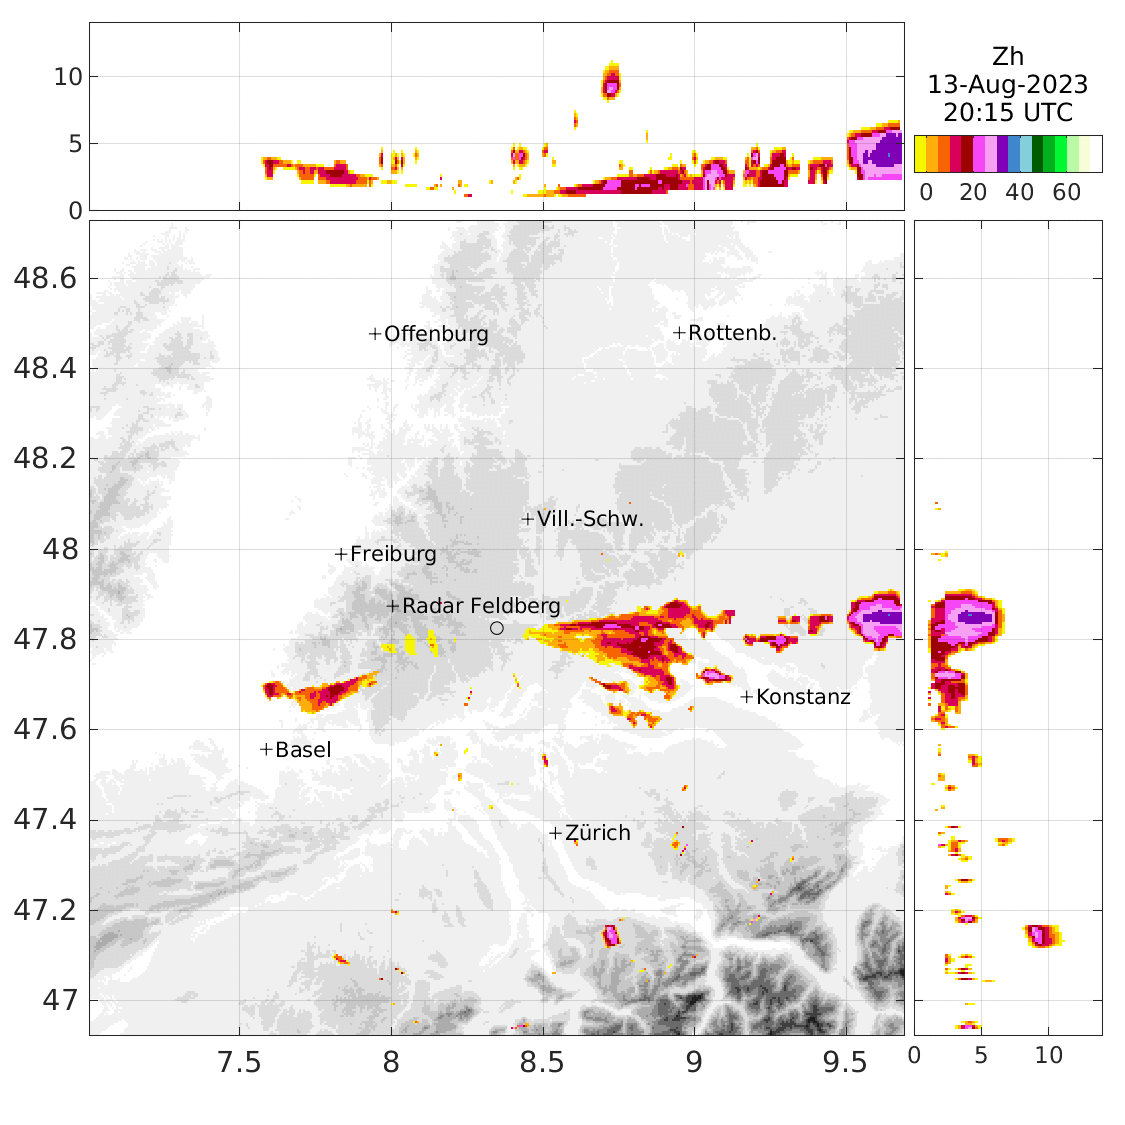 10
5
0
Zh
13-Aug-2023
20:15 UTC
0 20 40 60
48.6
48.4
48.2
48
47.8
47.6
47.4
47.2
47
+Offenburg
+Rottenb.
+Vill.-Schw.
+Freiburg
+Radar Feldberg
+Konstanz
+Basel
+Zürich
7.5 8 8.5 9 9.5
0 5 10